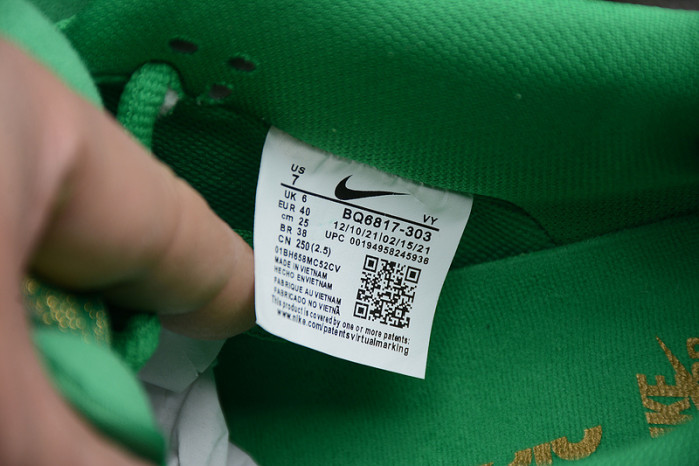 US
7
UK 6
EUR 40
cm 25
BR 38
CN 250 (2.5)
VY
BQ6817-303
12/10/21 | 02/15/21
UPC 00194958245936
01BH658MC52CV
MADE IN VIETNAM
HECHO EN VIETNAM
FABRIQUE AU VIETNAM
FABRICADO NO VIETNÃ
This product is covered by one or more patents:
www.nike.com/patentsvirtualmarking
NIKE